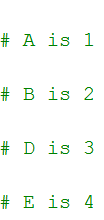 # A is 1
# B is 2
# D is 3
# E is 4